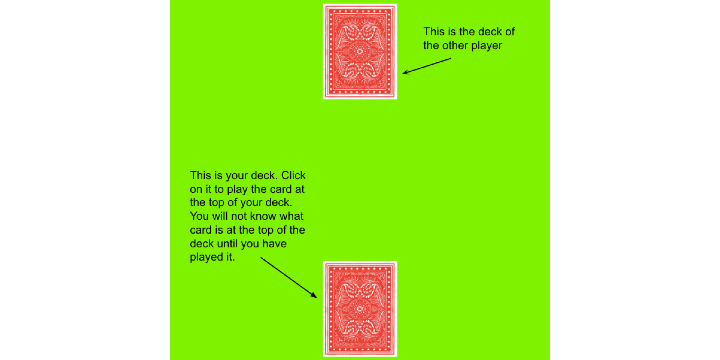 This is the deck of
the other player
This is your deck. Click
on it to play the card at
the top of your deck.
You will not know what
card is at the top of the
deck until you have
played it.